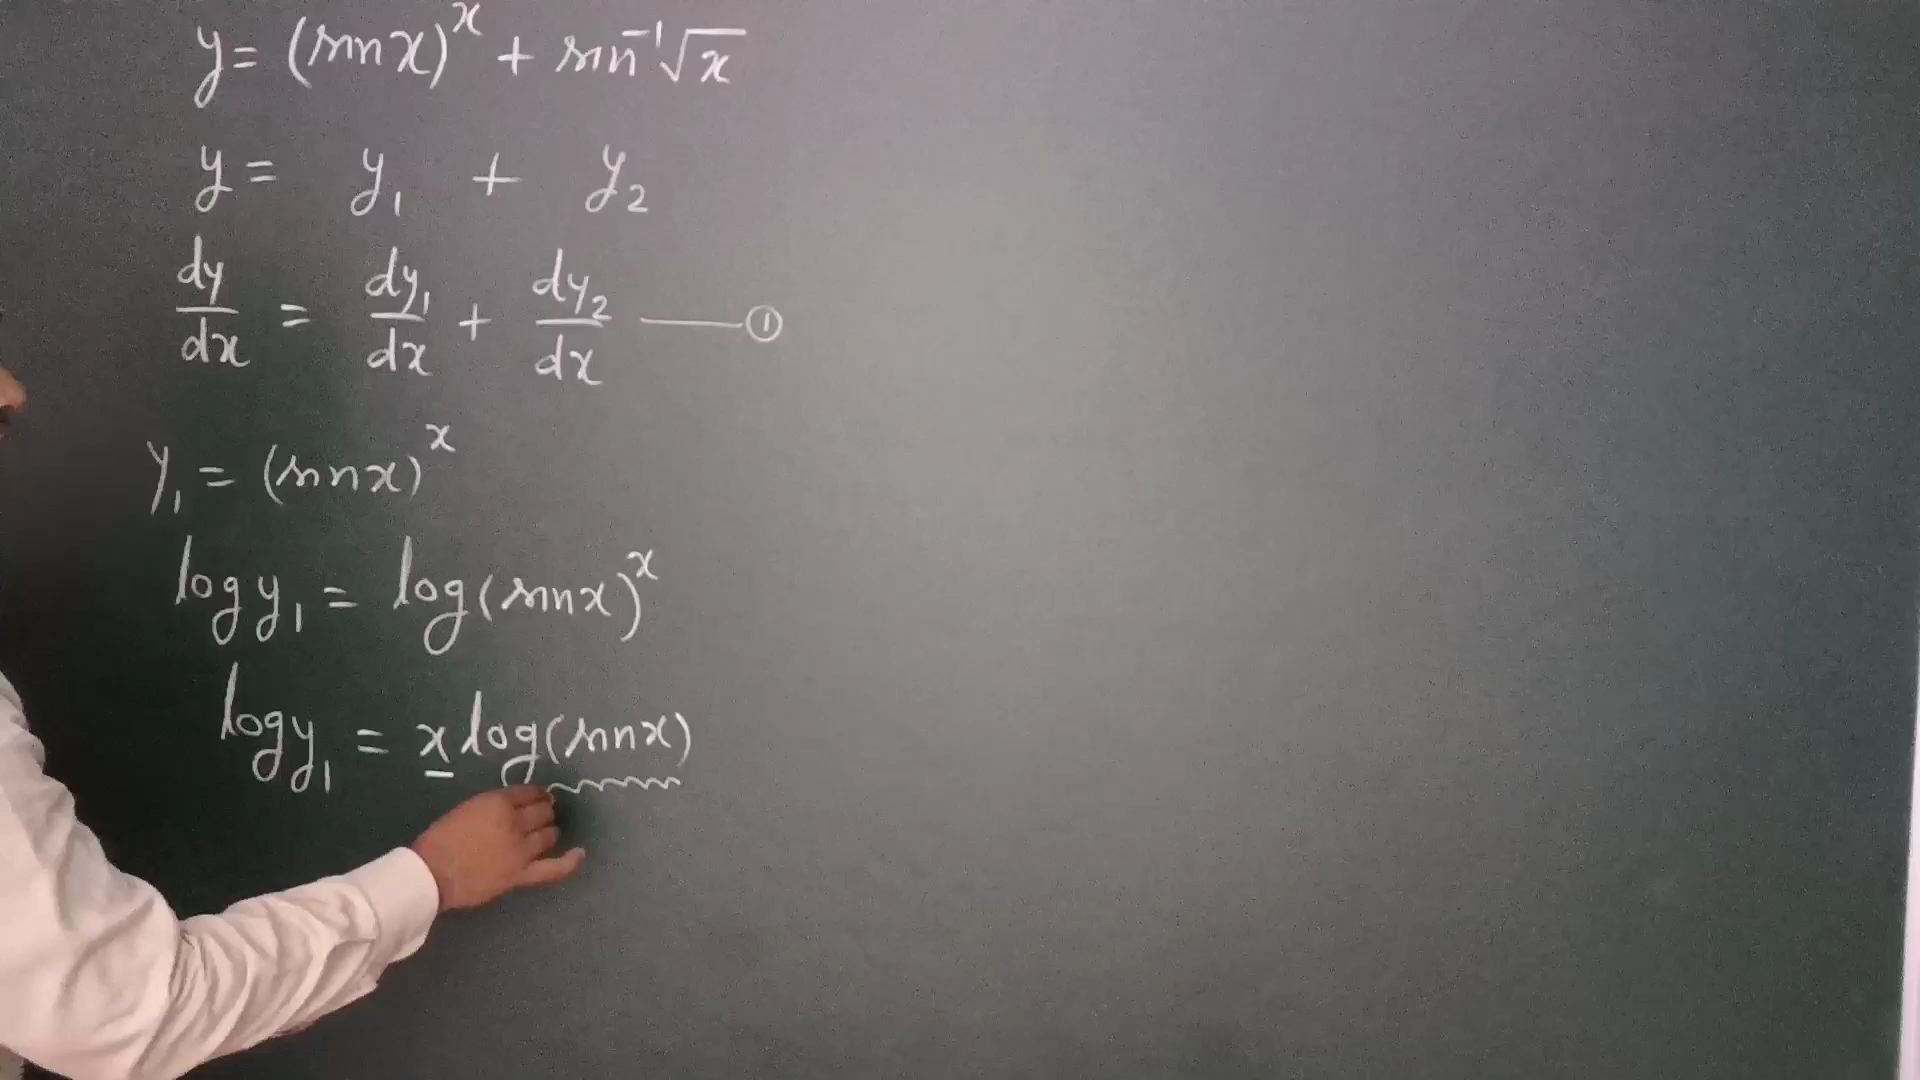 y = (sin x)^x + sin⁻¹√x
y = y₁ + y₂
dy/dx = dy₁/dx + dy₂/dx —— ①
y₁ = (sin x)^x
log y₁ = log (sin x)^x
log y₁ = x log (sin x)